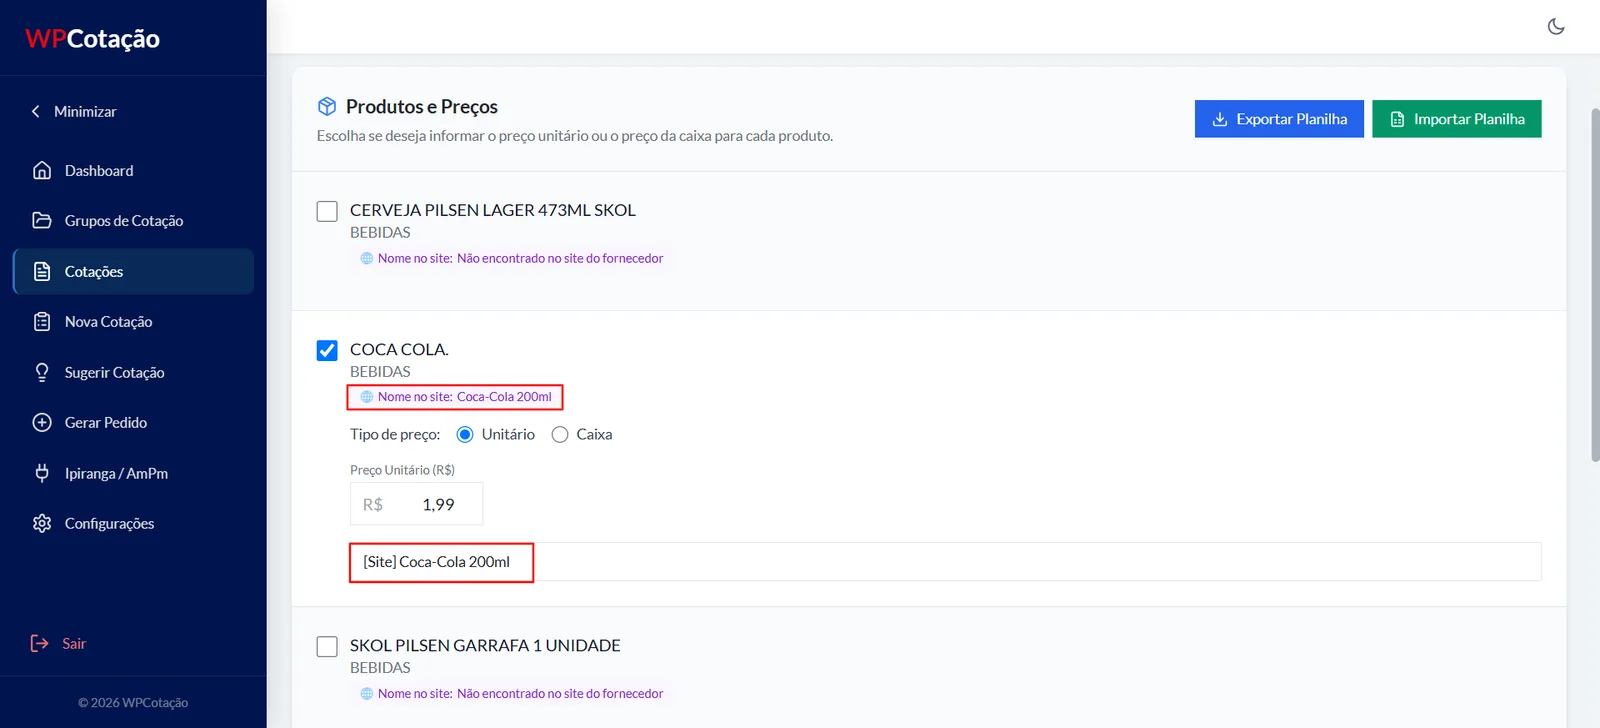 WPCotação
Minimizar
Dashboard
Grupos de Cotação
Cotações
Nova Cotação
Sugerir Cotação
Gerar Pedido
Ipiranga / AmPm
Configurações
Sair
© 2026 WPCotação
Produtos e Preços
Escolha se deseja informar o preço unitário ou o preço da caixa para cada produto.
Exportar Planilha
Importar Planilha
CERVEJA PILSEN LAGER 473ML SKOL
BEBIDAS
Nome no site: Não encontrado no site do fornecedor
COCA COLA.
BEBIDAS
Nome no site: Coca-Cola 200ml
Tipo de preço: Unitário Caixa
Preço Unitário (R$)
R$ 1,99
[Site] Coca-Cola 200ml
SKOL PILSEN GARRAFA 1 UNIDADE
BEBIDAS
Nome no site: Não encontrado no site do fornecedor